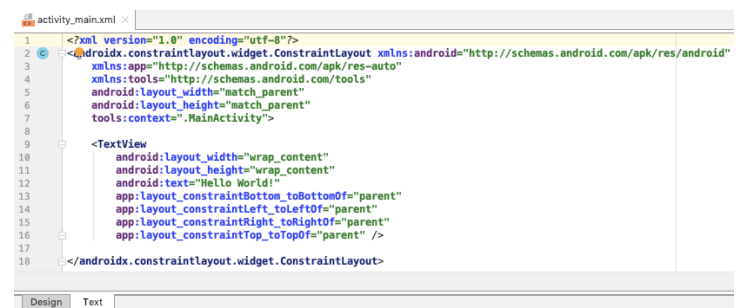 activity_main.xml
1 <?xml version="1.0" encoding="utf-8"?>
2 C <androidx.constraintlayout.widget.ConstraintLayout xmlns:android="http://schemas.android.com/apk/res/android"
3 xmlns:app="http://schemas.android.com/apk/res-auto"
4 xmlns:tools="http://schemas.android.com/tools"
5 android:layout_width="match_parent"
6 android:layout_height="match_parent"
7 tools:context=".MainActivity">
8
9 <TextView
10 android:layout_width="wrap_content"
11 android:layout_height="wrap_content"
12 android:text="Hello World!"
13 app:layout_constraintBottom_toBottomOf="parent"
14 app:layout_constraintLeft_toLeftOf="parent"
15 app:layout_constraintRight_toRightOf="parent"
16 app:layout_constraintTop_toTopOf="parent" />
17
18 </androidx.constraintlayout.widget.ConstraintLayout>
Design Text